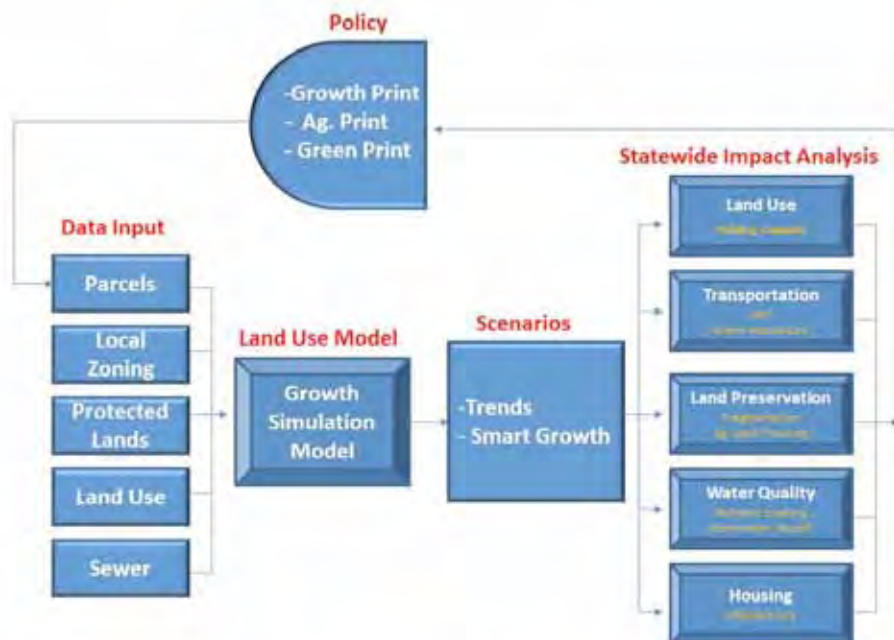 Policy
-Growth Print
- Ag. Print
- Green Print
Data Input
Parcels
Local
Zoning
Protected
Lands
Land Use
Sewer
Land Use Model
Growth
Simulation
Model
Scenarios
-Trends
- Smart Growth
Statewide Impact Analysis
Land Use
Transportation
Land Preservation
Water Quality
Housing